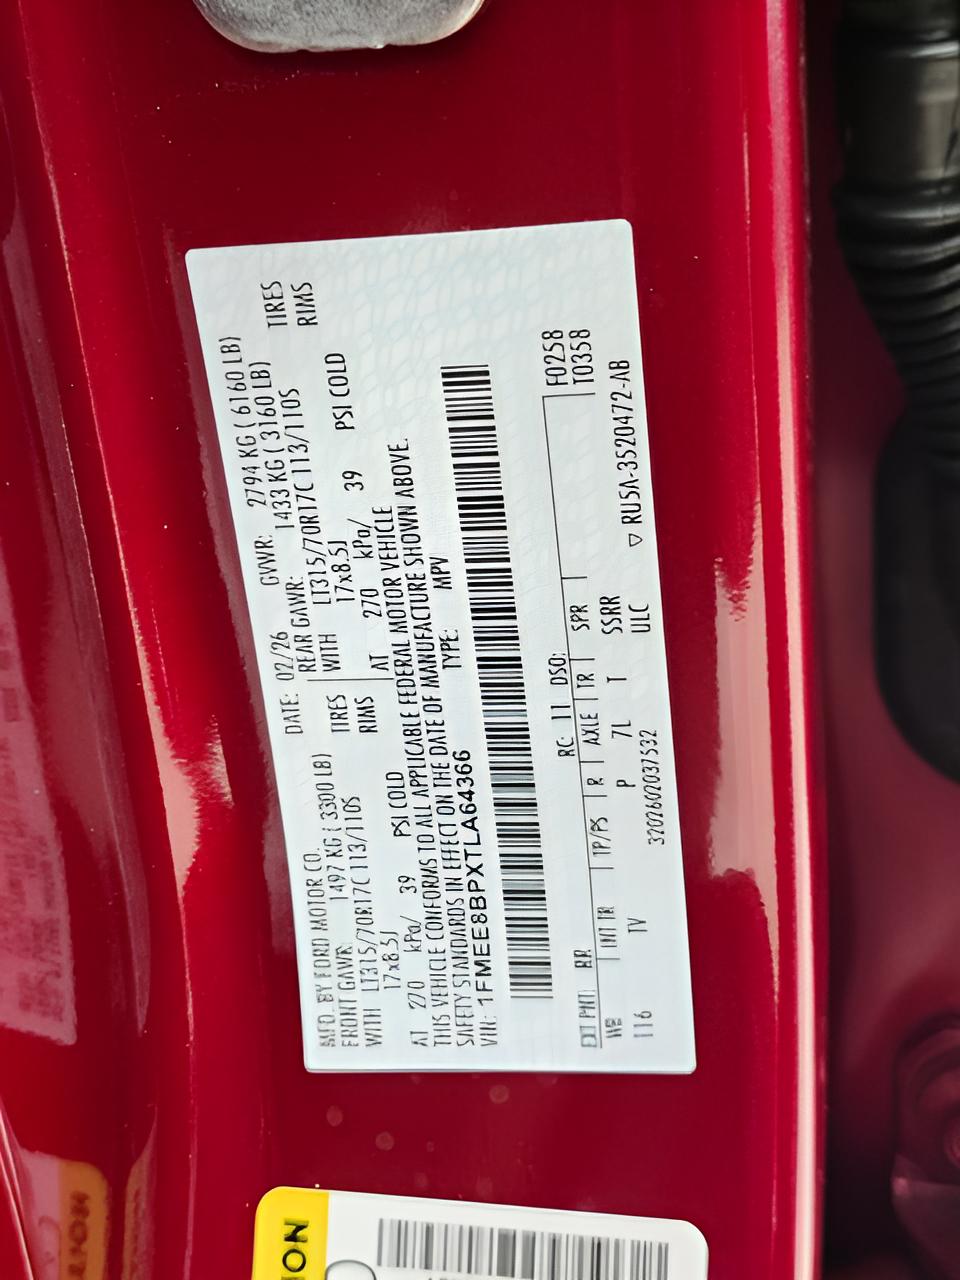 MFD. BY FORD MOTOR CO.
DATE: 02/26 GVWR: 2794 KG ( 6160 LB)
FRONT GAWR: 1497 KG ( 3300 LB)
REAR GAWR: 1433 KG ( 3160 LB)
WITH LT315/70R17C 113/110S TIRES
WITH LT315/70R17C 113/110S TIRES
17x8.5J RIMS
17x8.5J RIMS
AT 270 kPa/ 39 PSI COLD
AT 270 kPa/ 39 PSI COLD
THIS VEHICLE CONFORMS TO ALL APPLICABLE FEDERAL MOTOR VEHICLE
SAFETY STANDARDS IN EFFECT ON THE DATE OF MANUFACTURE SHOWN ABOVE.
VIN: 1FMEE8BPXTLA64366 TYPE: MPV
F0258
T0358
EXT PNT: RR RC: 11 DSO:
WB INT TR TP/PS R AXLE TR SPR
116 TV P 7L T SSRR
ULC
▽ RU5A-3520472-AB
3202602037532
ION